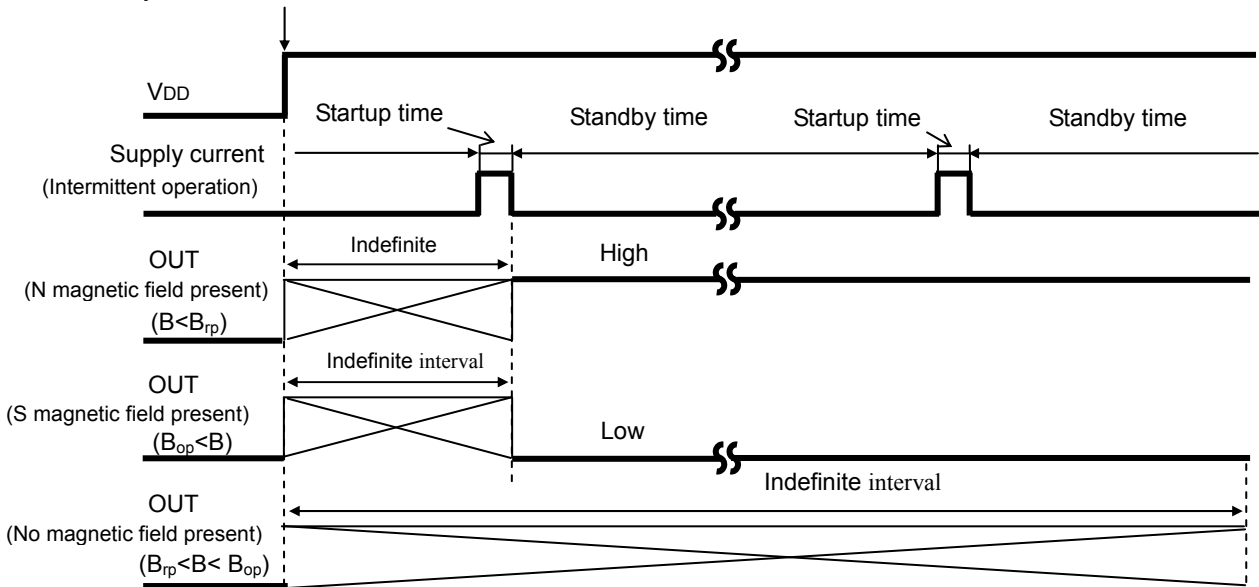 VDD
Startup time
Standby time
Startup time
Standby time
Supply current
(Intermittent operation)
Indefinite
High
OUT
(N magnetic field present)
(B<Brp)
Indefinite interval
OUT
(S magnetic field present)
(Bop<B)
Low
Indefinite interval
OUT
(No magnetic field present)
(Brp<B< Bop)